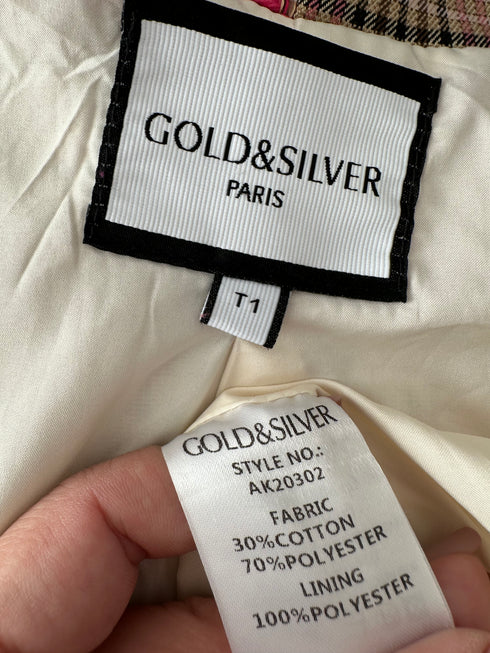 GOLD&SILVER
PARIS
T1
GOLD&SILVER
STYLE NO.:
AK20302
FABRIC
30%COTTON
70%POLYESTER
LINING
100%POLYESTER